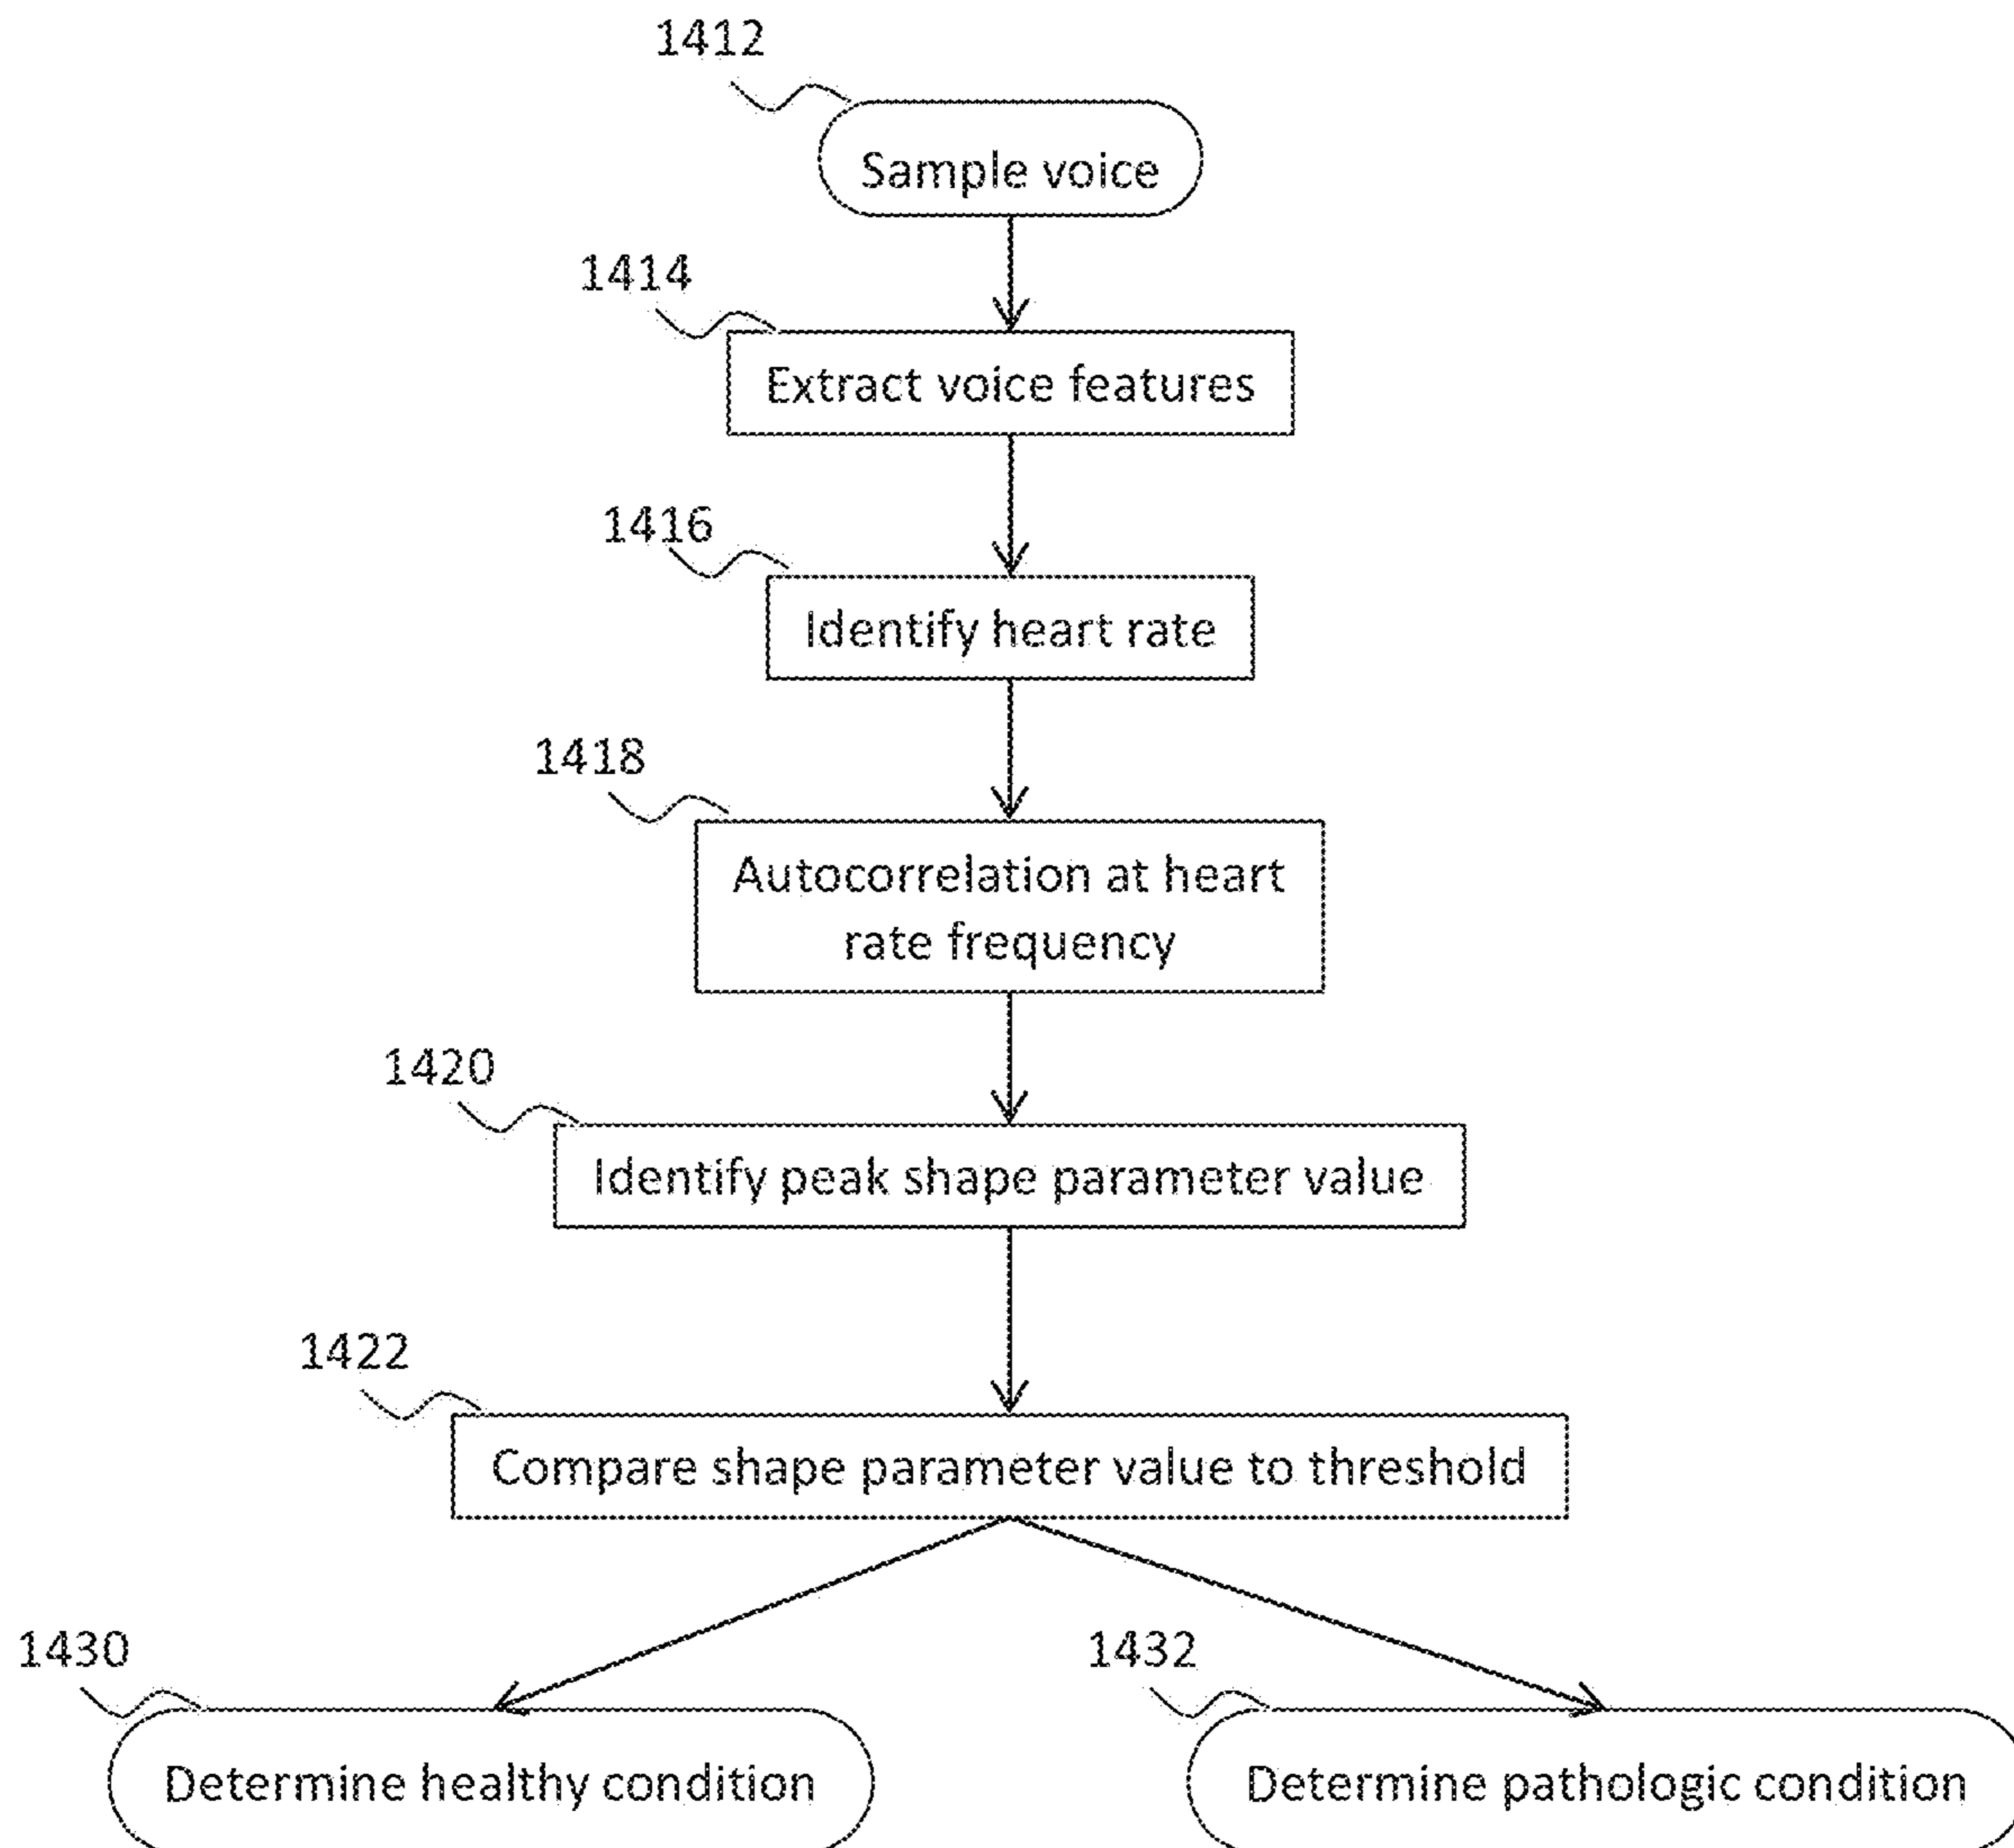 1412
Sample voice
1414
Extract voice features
1416
Identify heart rate
1418
Autocorrelation at heart
rate frequency
1420
Identify peak shape parameter value
1422
Compare shape parameter value to threshold
1430
Determine healthy condition
1432
Determine pathologic condition